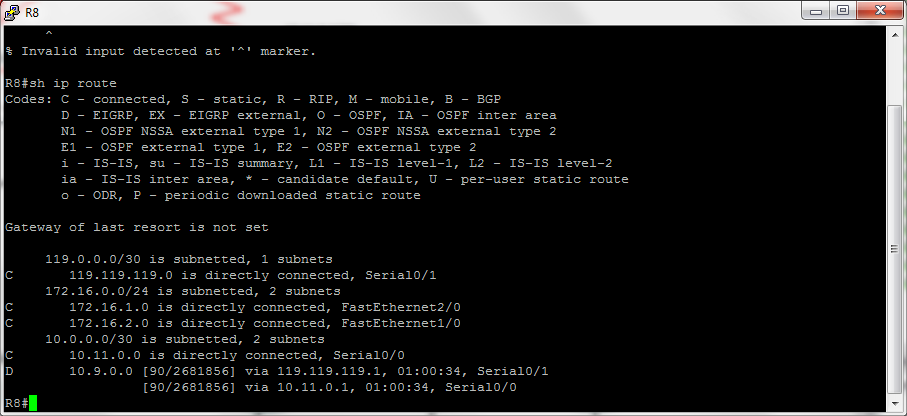 R8
^
% Invalid input detected at '^' marker.
R8#sh ip route
Codes: C - connected, S - static, R - RIP, M - mobile, B - BGP
D - EIGRP, EX - EIGRP external, O - OSPF, IA - OSPF inter area
N1 - OSPF NSSA external type 1, N2 - OSPF NSSA external type 2
E1 - OSPF external type 1, E2 - OSPF external type 2
i - IS-IS, su - IS-IS summary, L1 - IS-IS level-1, L2 - IS-IS level-2
ia - IS-IS inter area, * - candidate default, U - per-user static route
o - ODR, P - periodic downloaded static route
Gateway of last resort is not set
119.0.0.0/30 is subnetted, 1 subnets
C 119.119.119.0 is directly connected, Serial0/1
172.16.0.0/24 is subnetted, 2 subnets
C 172.16.1.0 is directly connected, FastEthernet2/0
C 172.16.2.0 is directly connected, FastEthernet1/0
10.0.0.0/30 is subnetted, 2 subnets
C 10.11.0.0 is directly connected, Serial0/0
D 10.9.0.0 [90/2681856] via 119.119.119.1, 01:00:34, Serial0/1
[90/2681856] via 10.11.0.1, 01:00:34, Serial0/0
R8#